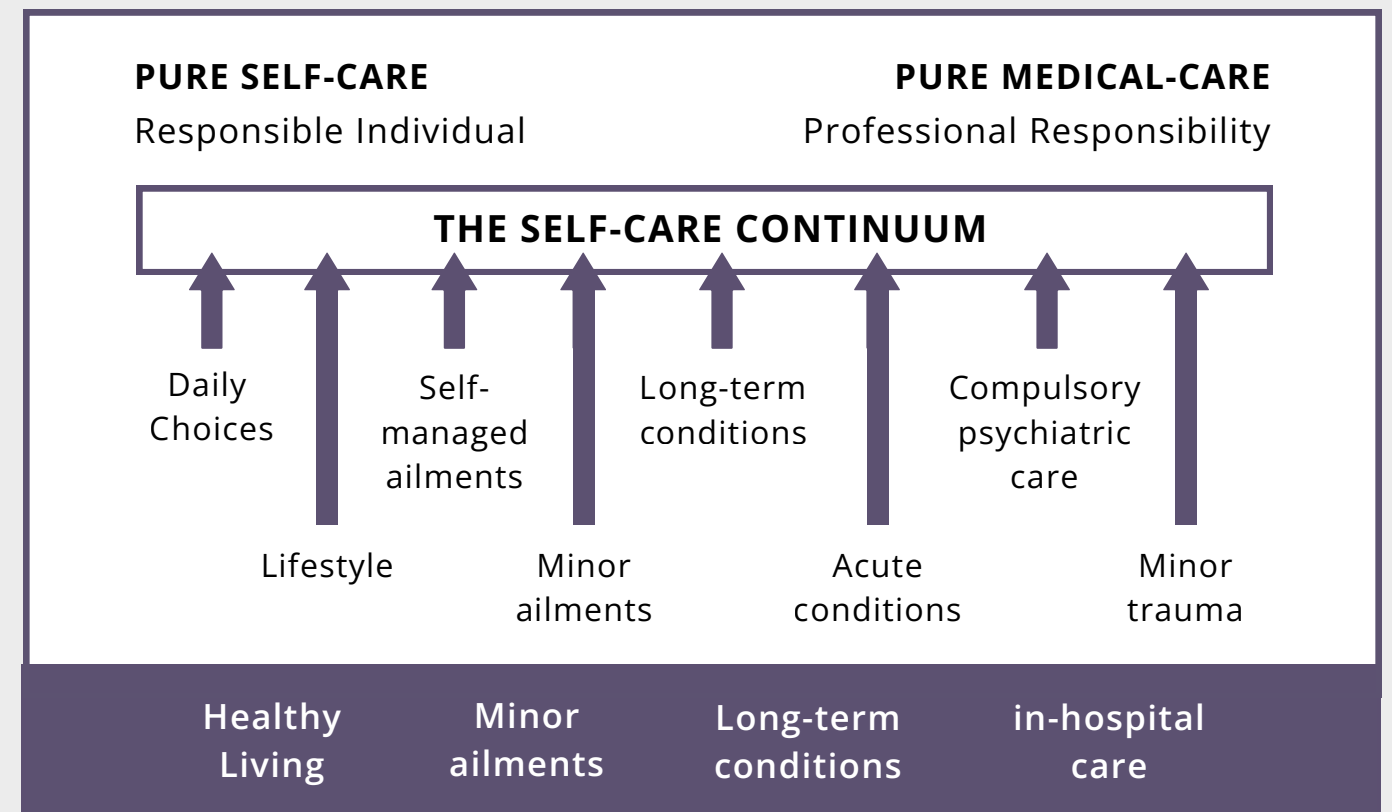 PURE SELF-CARE
Responsible Individual
PURE MEDICAL-CARE
Professional Responsibility
THE SELF-CARE CONTINUUM
Daily
Choices
Lifestyle
Self-
managed
ailments
Minor
ailments
Long-term
conditions
Acute
conditions
Compulsory
psychiatric
care
Minor
trauma
Healthy
Living
Minor
ailments
Long-term
conditions
in-hospital
care